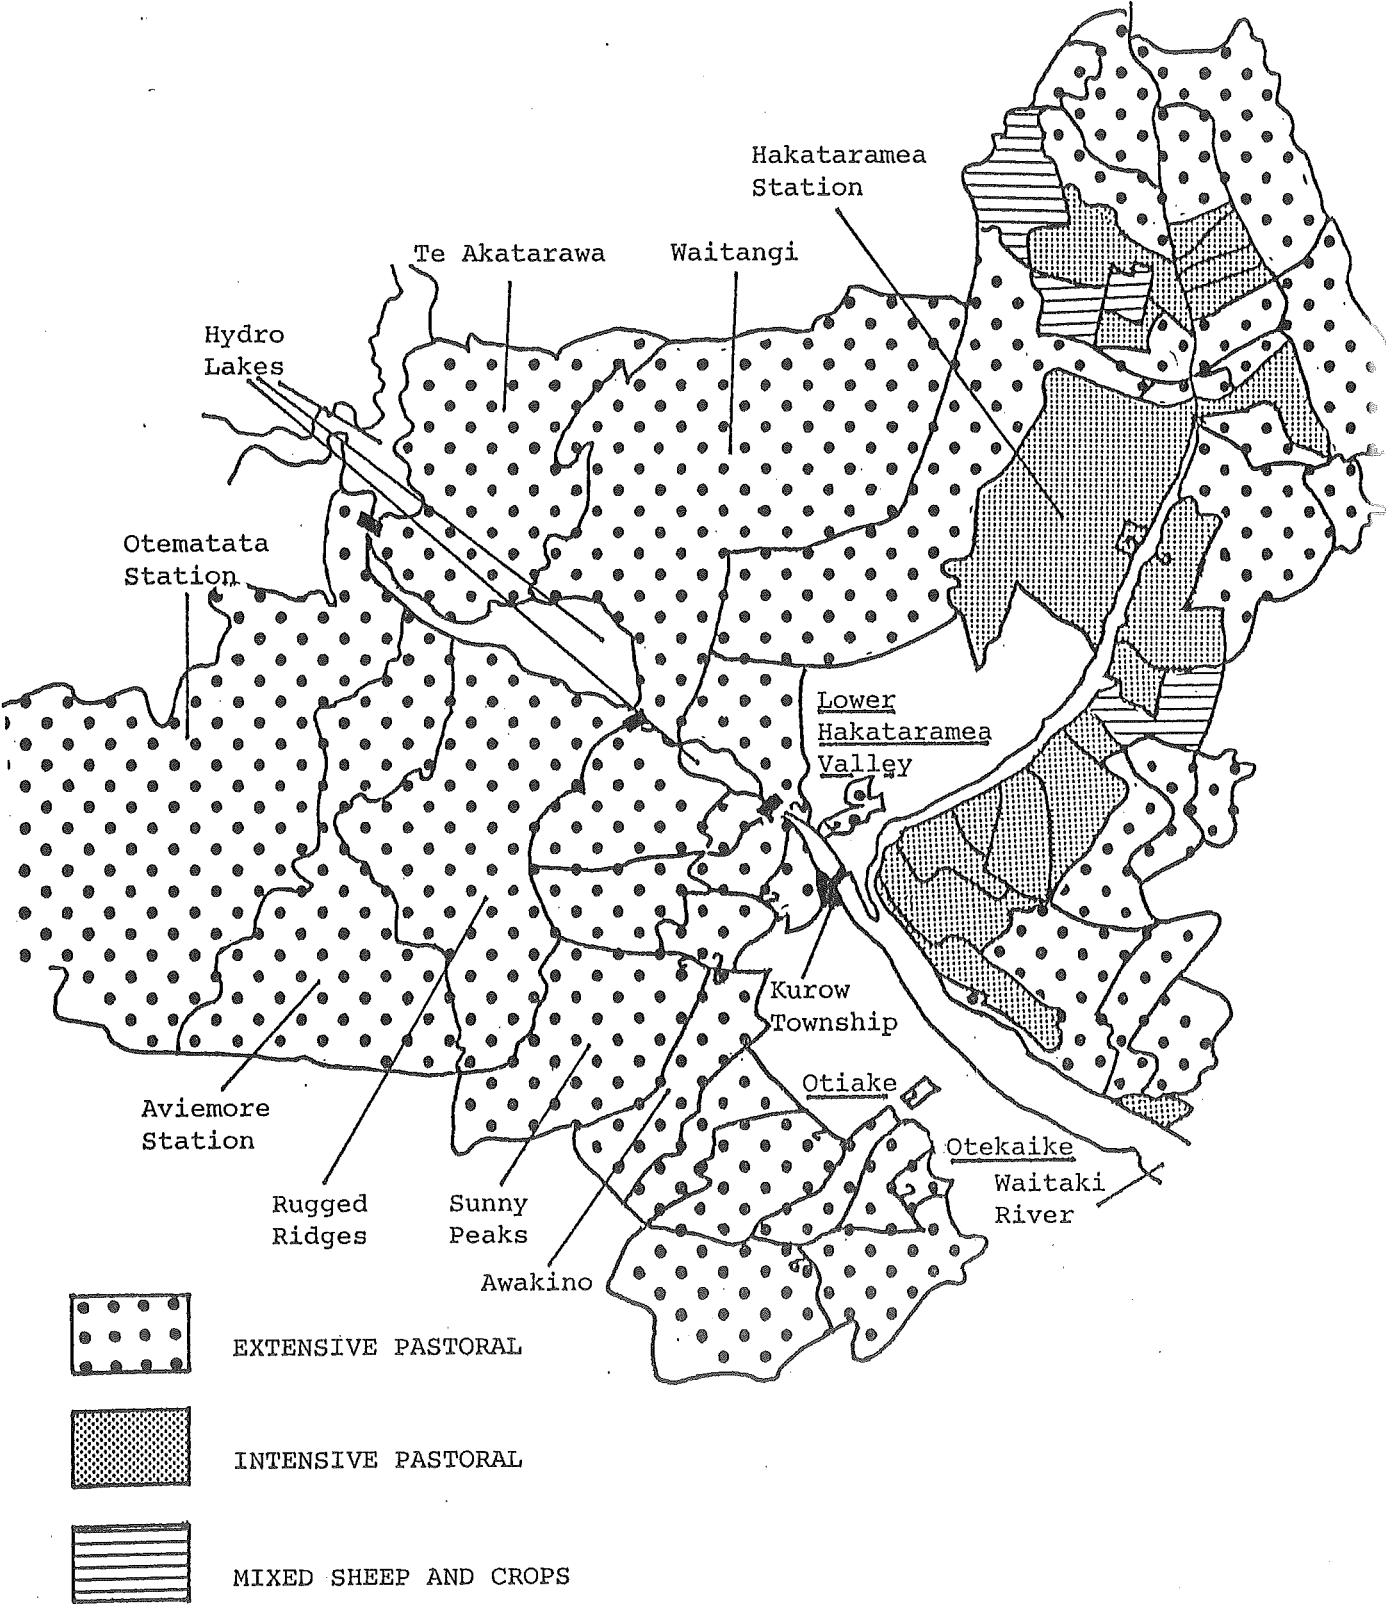 Hakataramea
Station
Te Akatarawa
Waitangi
Hydro
Lakes
Otematata
Station
Lower
Hakataramea
Valley
Kurow
Township
Otiake
Aviemore
Station
Otekaike
Waitaki
River
Rugged
Ridges
Sunny
Peaks
Awakino
EXTENSIVE PASTORAL
INTENSIVE PASTORAL
MIXED SHEEP AND CROPS